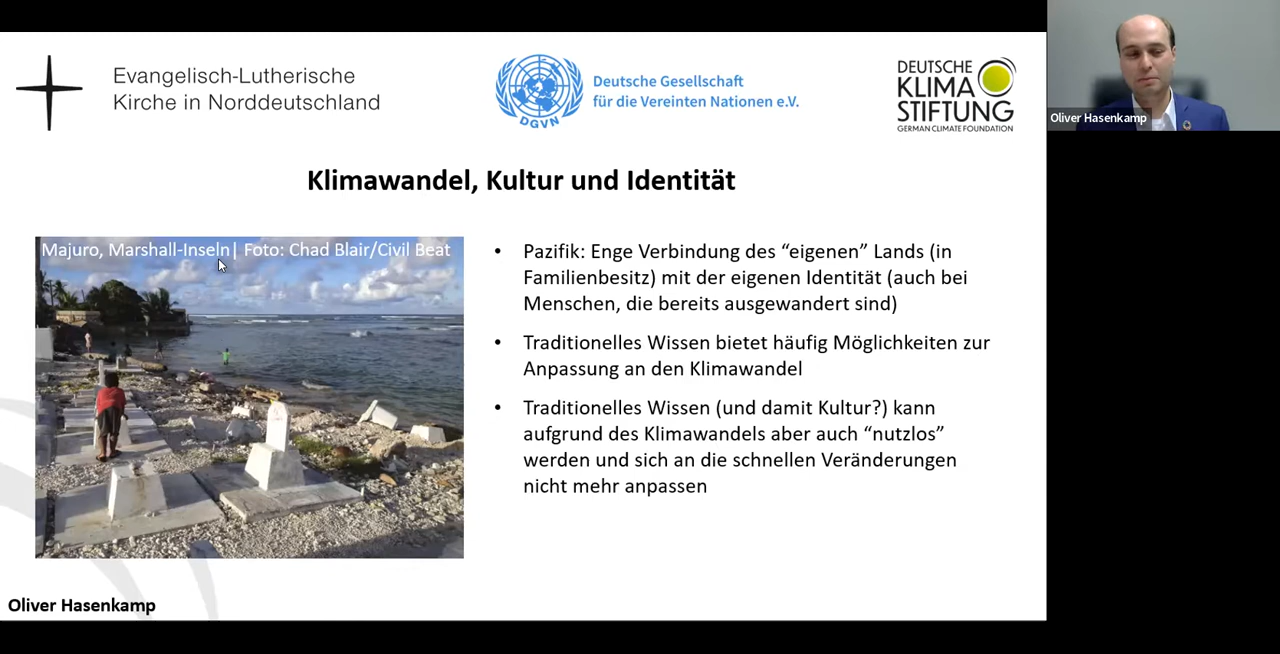 Evangelisch-Lutherische
Kirche in Norddeutschland
Deutsche Gesellschaft
für die Vereinten Nationen e.V.
DGVN
DEUTSCHE
KLIMA
STIFTUNG
GERMAN CLIMATE FOUNDATION
Oliver Hasenkamp
Klimawandel, Kultur und Identität
Majuro, Marshall-Inseln| Foto: Chad Blair/Civil Beat
• Pazifik: Enge Verbindung des “eigenen” Lands (in
Familienbesitz) mit der eigenen Identität (auch bei
Menschen, die bereits ausgewandert sind)
• Traditionelles Wissen bietet häufig Möglichkeiten zur
Anpassung an den Klimawandel
• Traditionelles Wissen (und damit Kultur?) kann
aufgrund des Klimawandels aber auch “nutzlos”
werden und sich an die schnellen Veränderungen
nicht mehr anpassen
Oliver Hasenkamp